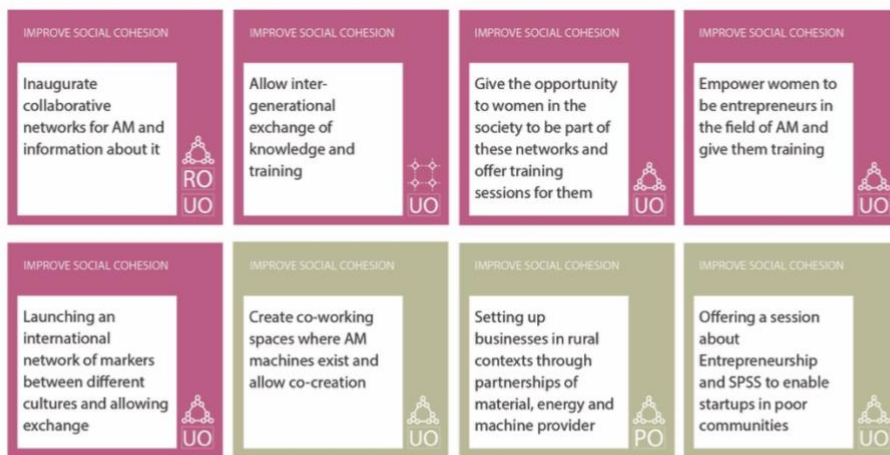 IMPROVE SOCIAL COHESION
Inaugurate
collaborative
networks for AM and
information about it
RO
UO
IMPROVE SOCIAL COHESION
Allow inter-
generational
exchange of
knowledge and
training
UO
IMPROVE SOCIAL COHESION
Give the opportunity
to women in the
society to be part of
these networks and
offer training
sessions for them
UO
IMPROVE SOCIAL COHESION
Empower women to
be entrepreneurs in
the field of AM and
give them training
UO
IMPROVE SOCIAL COHESION
Launching an
international
network of markers
between different
cultures and allowing
exchange
UO
IMPROVE SOCIAL COHESION
Create co-working
spaces where AM
machines exist and
allow co-creation
UO
IMPROVE SOCIAL COHESION
Setting up
businesses in rural
contexts through
partnerships of
material, energy and
machine provider
PO
IMPROVE SOCIAL COHESION
Offering a session
about
Entrepreneurship
and SPSS to enable
startups in poor
communities
UO